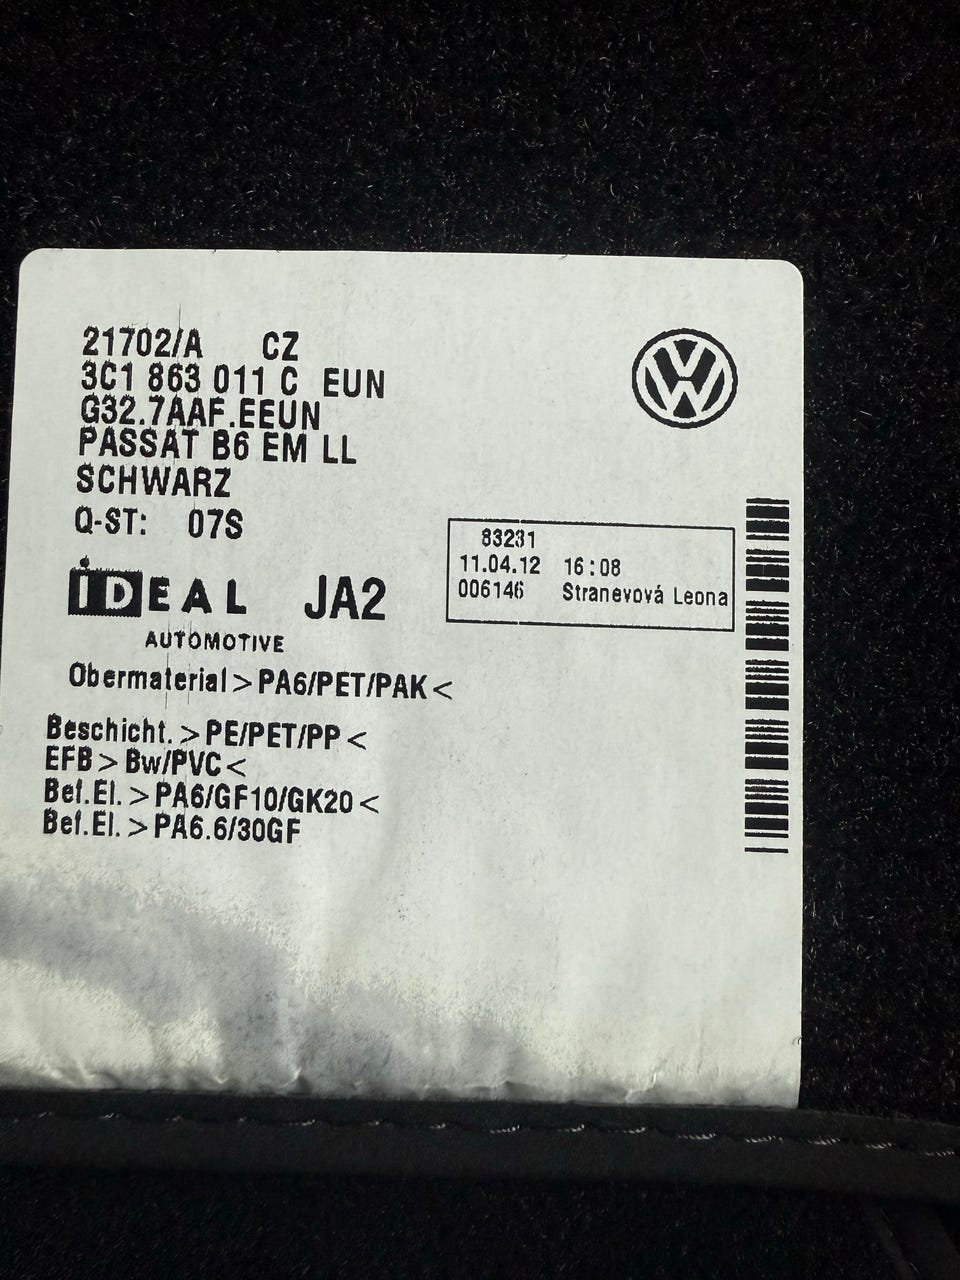 21702/A CZ
3C1 863 011 C EUN
G32.7AAF.EEUN
PASSAT B6 EM LL
SCHWARZ
Q-ST: 07S
83231
11.04.12 16:08
006146 Stranevová Leona
iDEAL JA2
AUTOMOTIVE
Obermaterial>PA6/PET/PAK<
Beschicht.>PE/PET/PP<
EFB>Bw/PVC<
Bef.El.>PA6/GF10/GK20<
Bef.El.>PA6.6/30GF